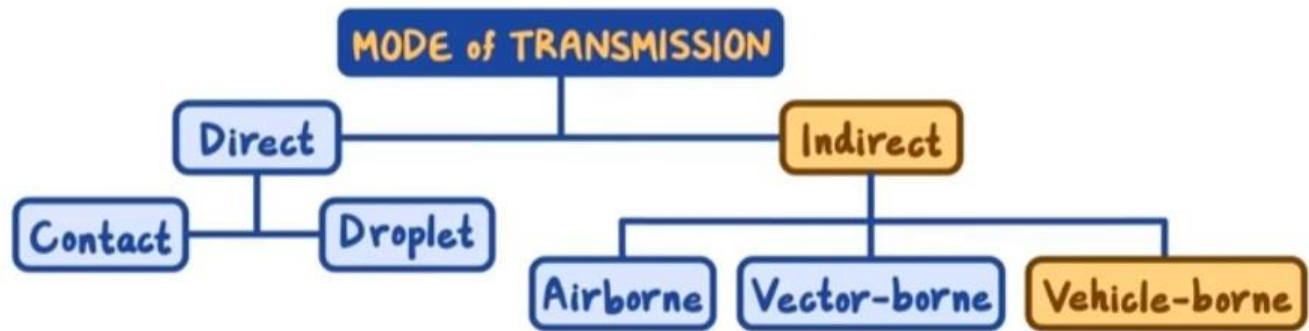 MODE of TRANSMISSION
Direct
Indirect
Contact
Droplet
Airborne
Vector-borne
Vehicle-borne